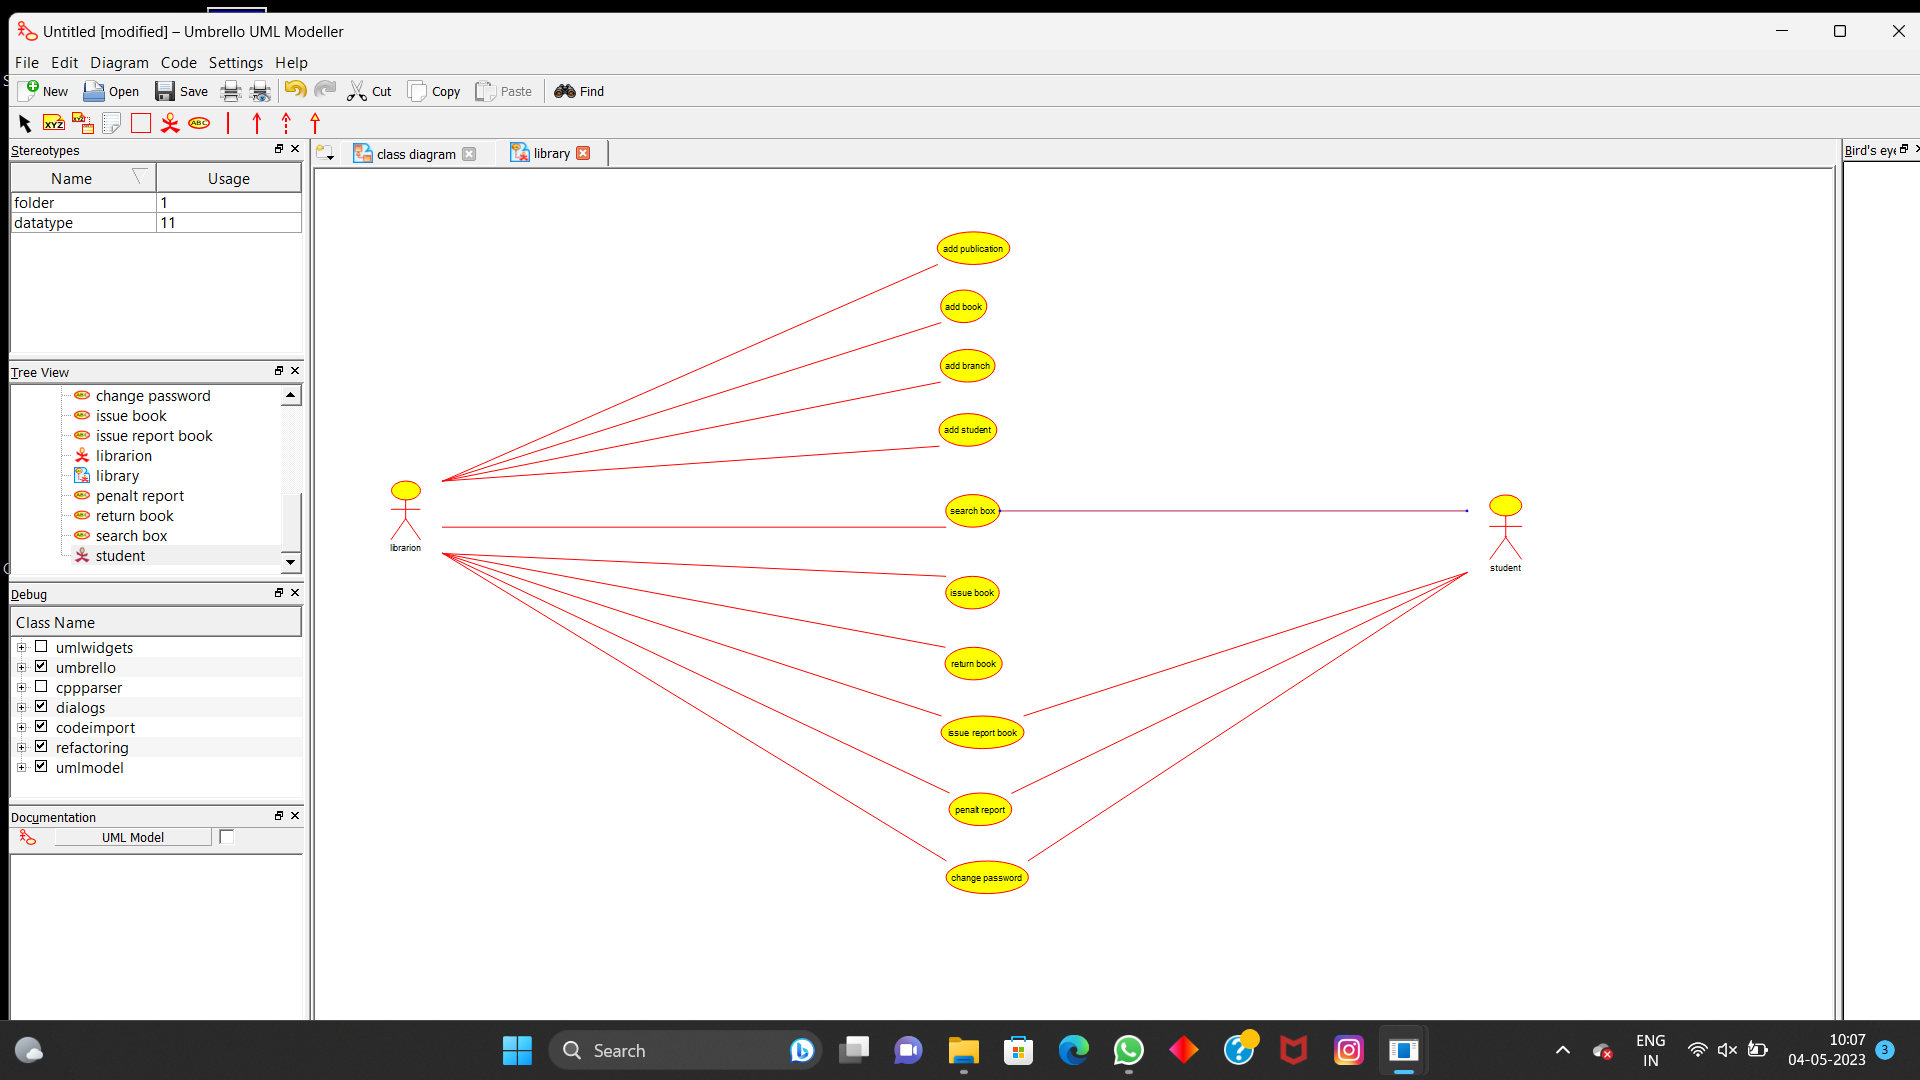 Untitled [modified] – Umbrello UML Modeller
File Edit Diagram Code Settings Help
New Open Save Cut Copy Paste Find
XYZ XYZ ABC
Stereotypes
Name Usage
folder 1
datatype 11
Tree View
change password
issue book
issue report book
librarion
library
penalt report
return book
search box
student
Debug
Class Name
umlwidgets
umbrello
cppparser
dialogs
codeimport
refactoring
umlmodel
Documentation
UML Model
class diagram library
Bird's eye
add publication
add book
add branch
add student
search box
librarion
student
issue book
return book
issue report book
penalt report
change password
Search
ENG
IN
10:07
04-05-2023
3